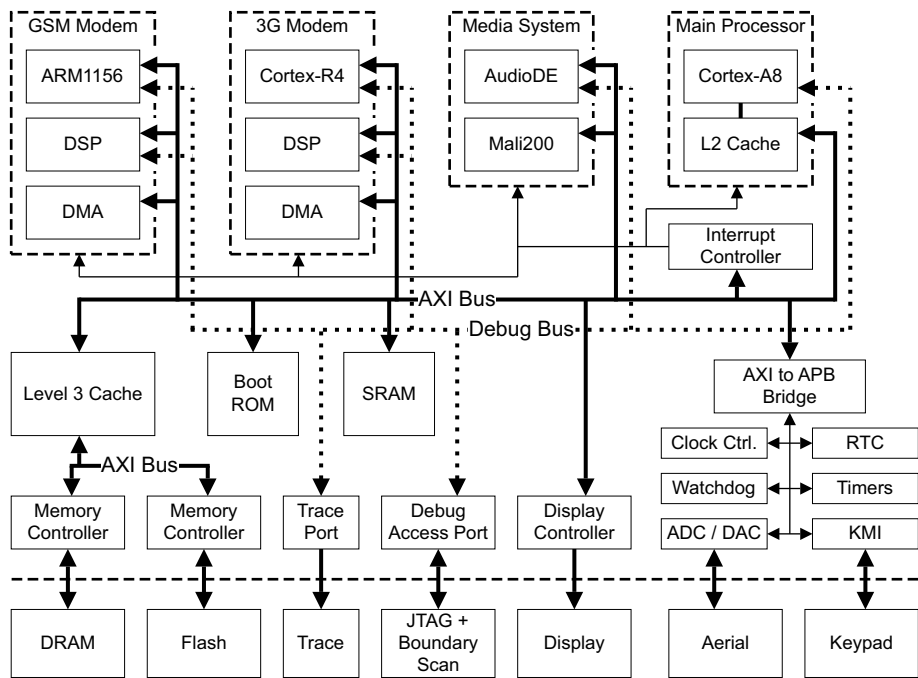 GSM Modem
3G Modem
Media System
Main Processor
ARM1156
Cortex-R4
AudioDE
Cortex-A8
DSP
DSP
Mali200
L2 Cache
DMA
DMA
Interrupt
Controller
AXI Bus
Debug Bus
Level 3 Cache
Boot
ROM
SRAM
AXI to APB
Bridge
Clock Ctrl.
RTC
AXI Bus
Watchdog
Timers
Memory
Controller
Memory
Controller
Trace
Port
Debug
Access Port
Display
Controller
ADC / DAC
KMI
DRAM
Flash
Trace
JTAG +
Boundary
Scan
Display
Aerial
Keypad